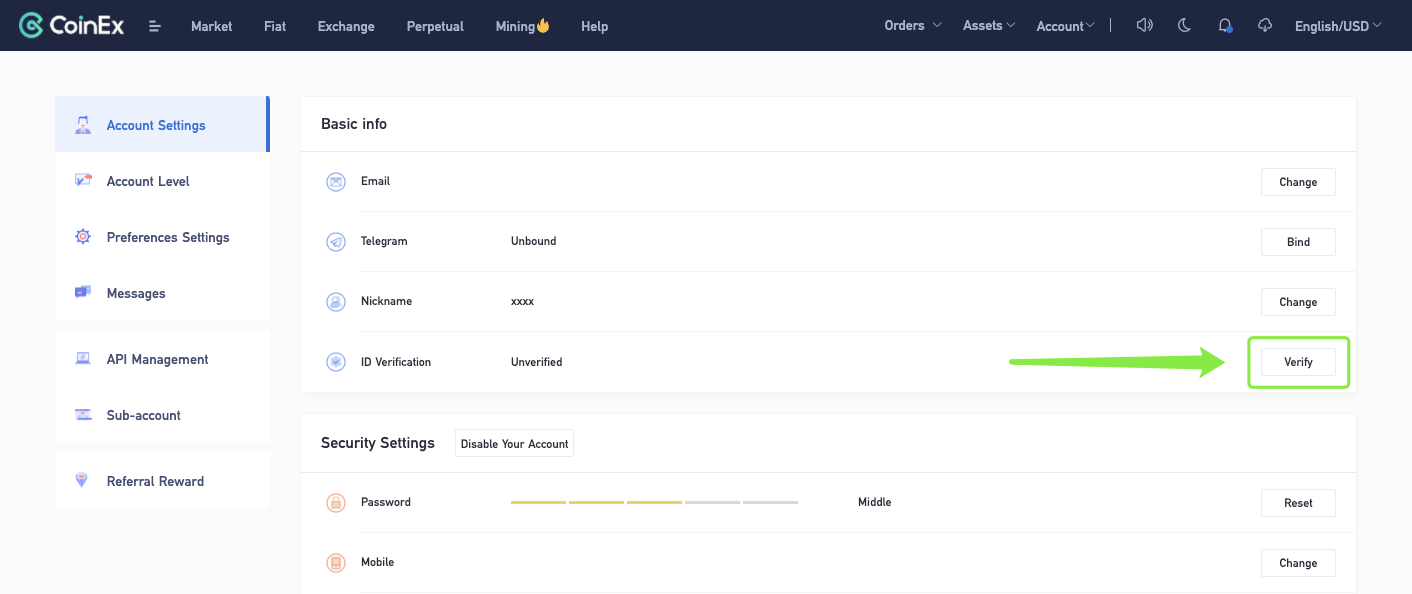 CoinEx Market Fiat Exchange Perpetual Mining Help Orders Assets Account English/USD
Account Settings
Account Level
Preferences Settings
Messages
API Management
Sub-account
Referral Reward
Basic info
Email Change
Telegram Unbound Bind
Nickname xxxx Change
ID Verification Unverified Verify
Security Settings Disable Your Account
Password Middle Reset
Mobile Change